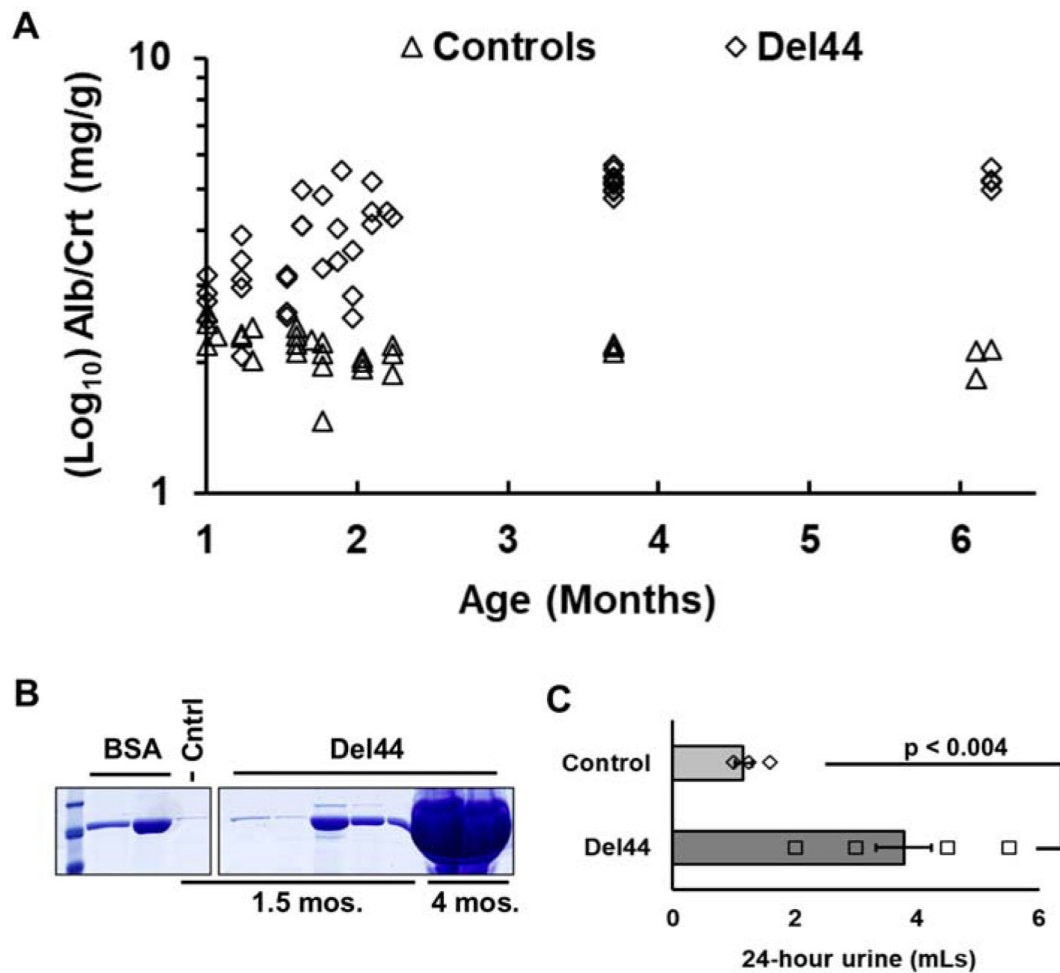 A
Controls
Del44
10
1
(Log₁₀) Alb/Crt (mg/g)
1 2 3 4 5 6
Age (Months)
B
BSA
Cntrl
Del44
1.5 mos.
4 mos.
C
Control
p < 0.004
Del44
0 2 4 6
24-hour urine (mLs)